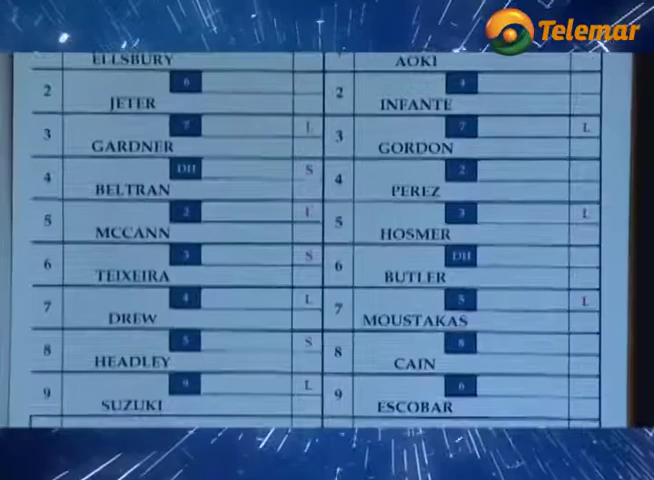 Telemar
ELLSBURY AOKI
2 6 JETER 2 4 INFANTE
3 7 GARDNER L 3 7 GORDON L
4 DH BELTRAN S 4 2 PEREZ
5 2 MCCANN L 5 3 HOSMER L
6 3 TEIXEIRA S 6 DH BUTLER
7 4 DREW L 7 5 MOUSTAKAS L
8 5 HEADLEY S 8 8 CAIN
9 9 SUZUKI L 9 6 ESCOBAR